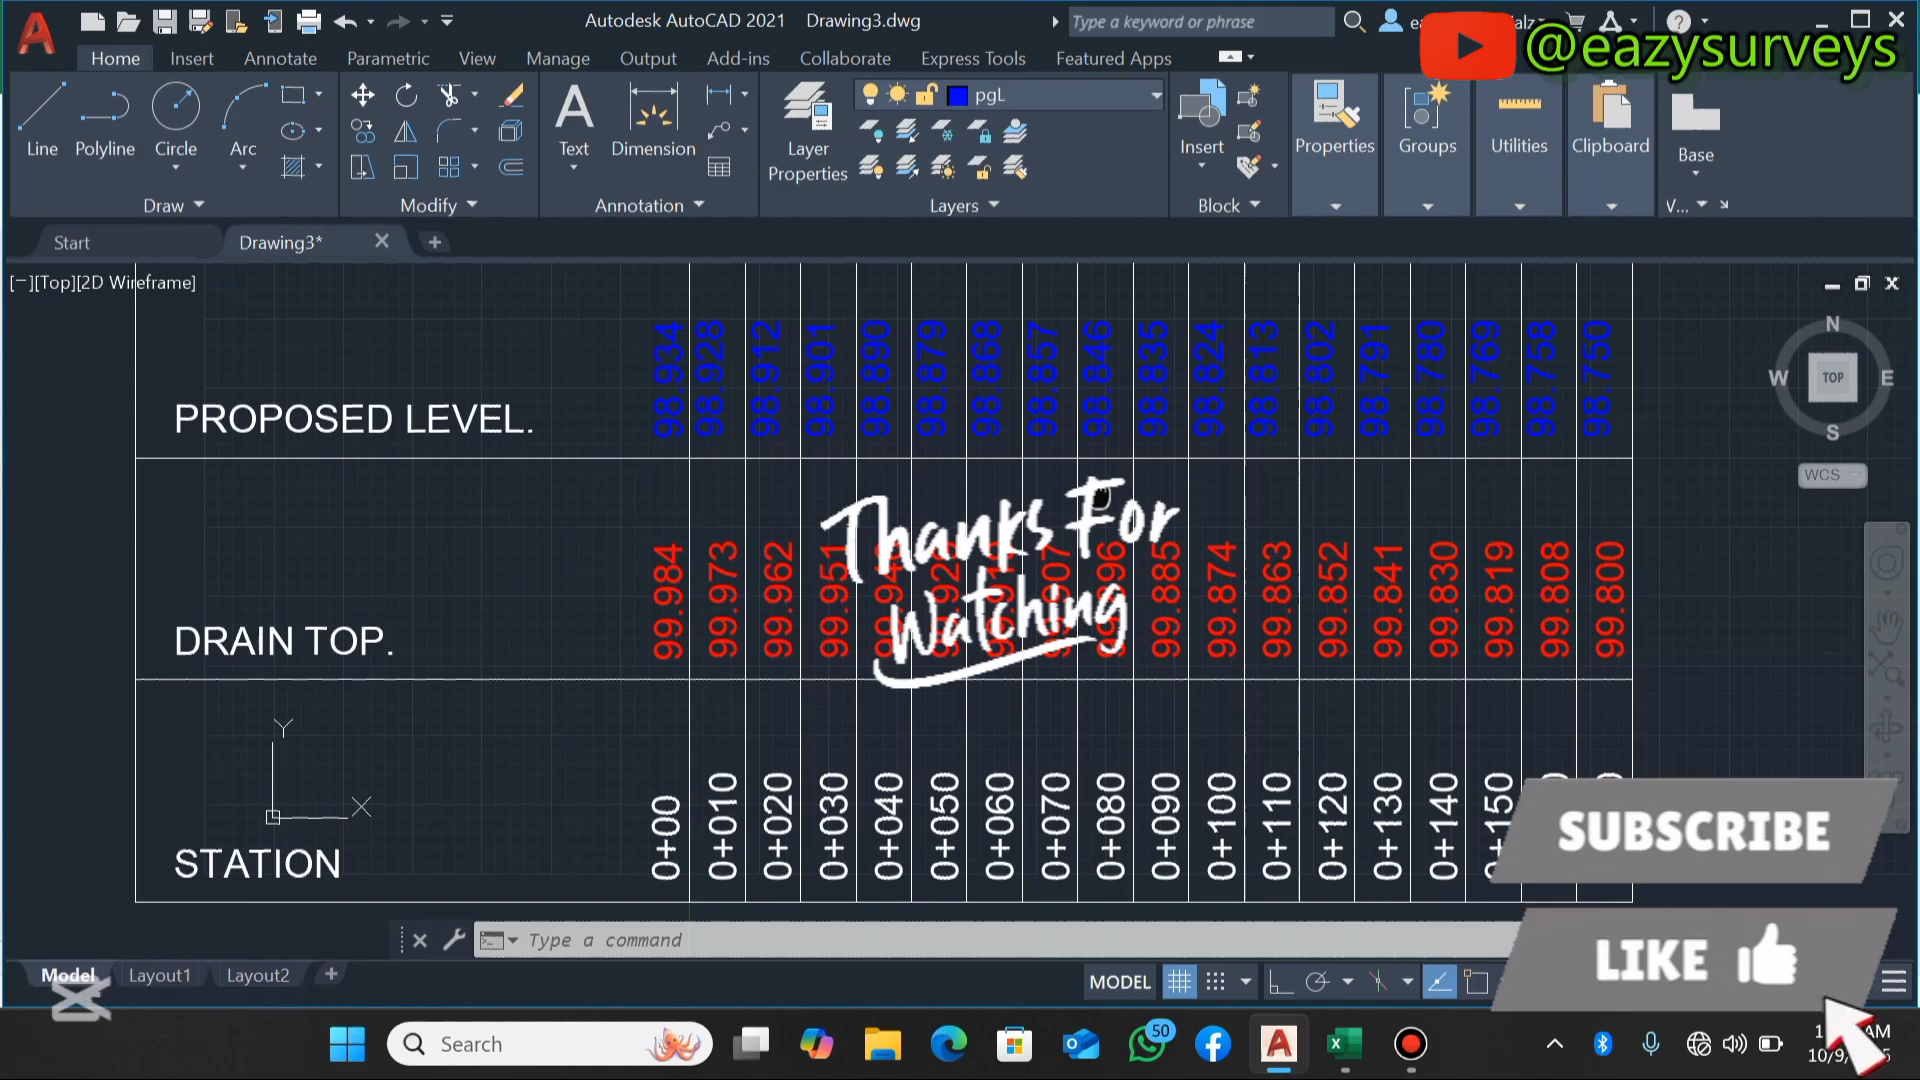 Autodesk AutoCAD 2021 Drawing3.dwg
Type a keyword or phrase
@eazysurveys
Home Insert Annotate Parametric View Manage Output Add-ins Collaborate Express Tools Featured Apps
pgL
Line Polyline Circle Arc
Text Dimension
Layer
Properties
Insert
Properties Groups Utilities Clipboard Base
Draw Modify Annotation Layers Block V...
Start Drawing3*
[−][Top][2D Wireframe]
N
W TOP E
S
WCS
PROPOSED LEVEL. 98.934 98.928 98.912 98.901 98.890 98.879 98.868 98.857 98.846 98.835 98.824 98.813 98.802 98.791 98.780 98.769 98.758 98.750
Thanks For
Watching
DRAIN TOP. 99.984 99.973 99.962 99.951 99.885 99.874 99.863 99.852 99.841 99.830 99.819 99.808 99.800
Y
X
STATION 0+00 0+010 0+020 0+030 0+040 0+050 0+060 0+070 0+080 0+090 0+100 0+110 0+120 0+130 0+140 0+150
SUBSCRIBE
LIKE
Type a command
Model Layout1 Layout2
MODEL
Search
50
AM